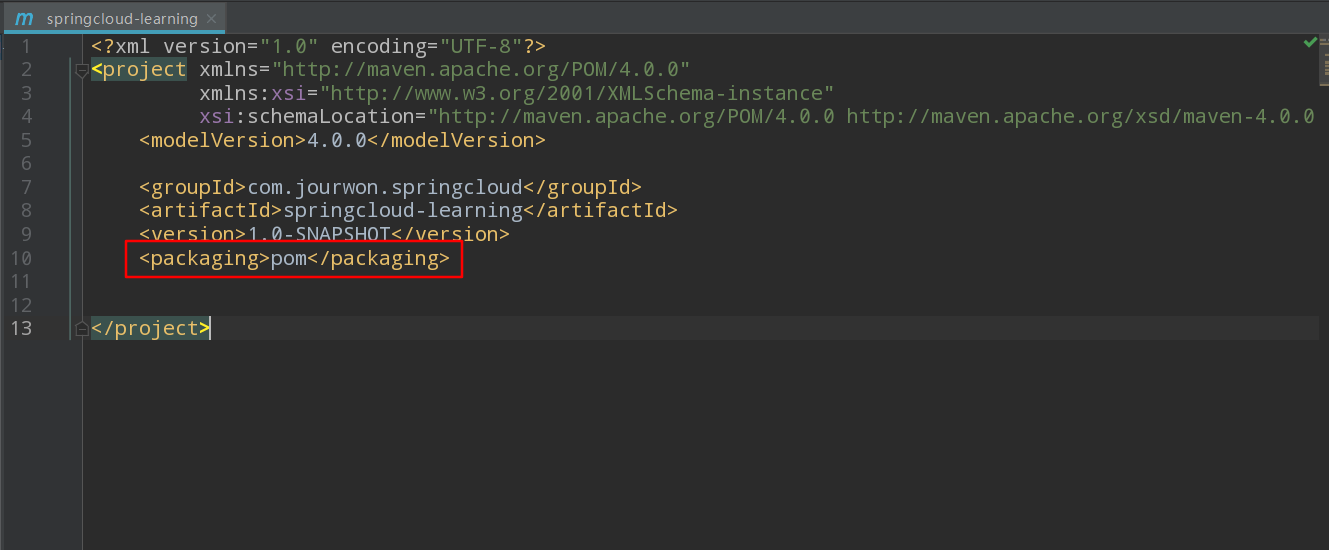 m springcloud-learning ×
1 <?xml version="1.0" encoding="UTF-8"?>
2 <project xmlns="http://maven.apache.org/POM/4.0.0"
3 xmlns:xsi="http://www.w3.org/2001/XMLSchema-instance"
4 xsi:schemaLocation="http://maven.apache.org/POM/4.0.0 http://maven.apache.org/xsd/maven-4.0.0
5 <modelVersion>4.0.0</modelVersion>
6
7 <groupId>com.jourwon.springcloud</groupId>
8 <artifactId>springcloud-learning</artifactId>
9 <version>1.0-SNAPSHOT</version>
10 <packaging>pom</packaging>
11
12
13 </project>